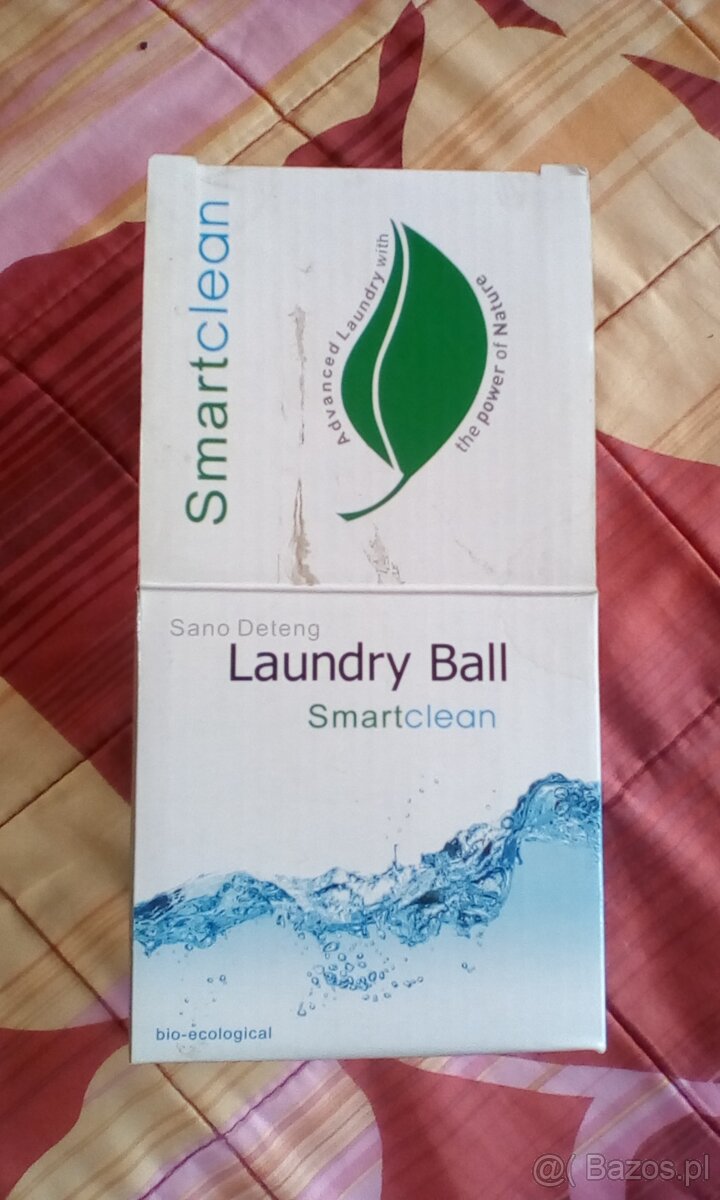 Smartclean
Advanced Laundry with
the power of Nature
Sano Deteng
Laundry Ball
Smartclean
bio-ecological
@( Bazos.pl